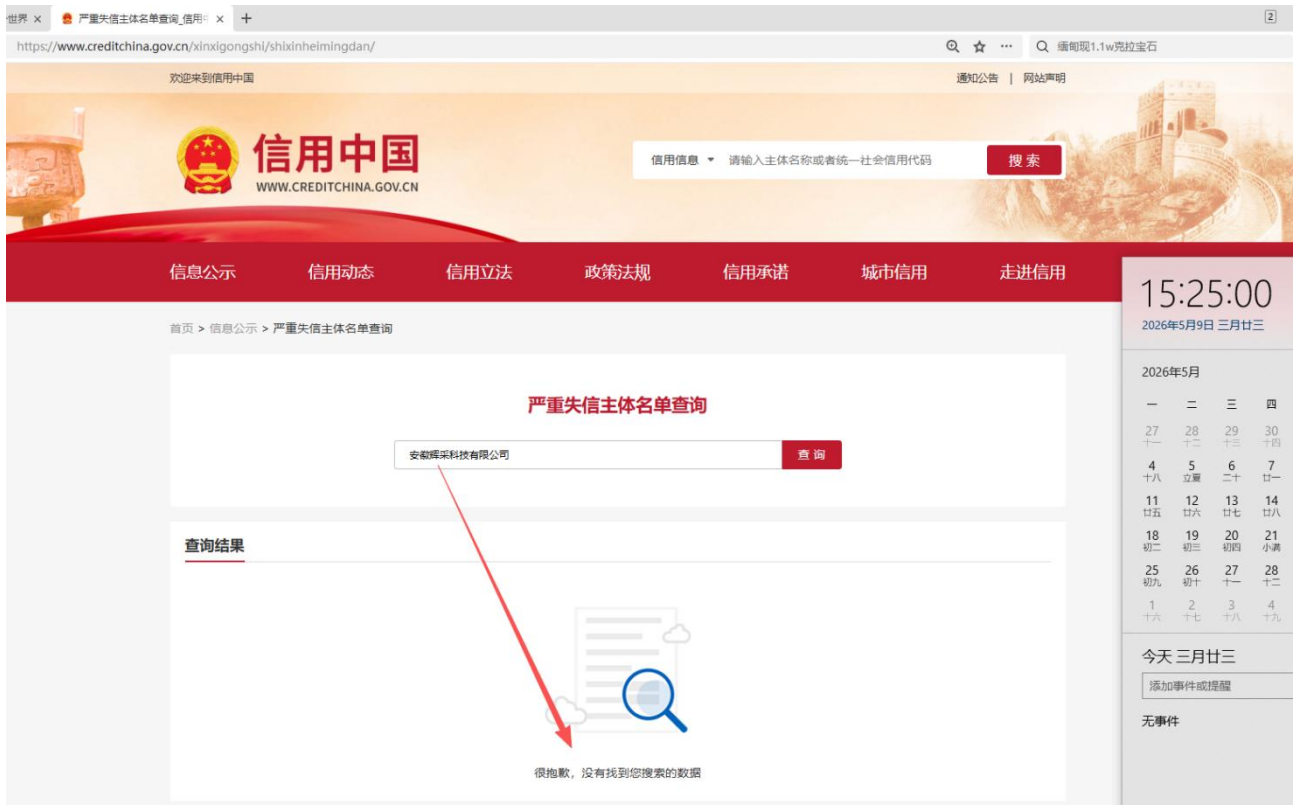 世界 ×
严重失信主体名单查询_信用中 × +
2
https://www.creditchina.gov.cn/xinxigongshi/shixinheimingdan/
缅甸现1.1w克拉宝石
欢迎来到信用中国
通知公告 | 网站声明
信用中国
WWW.CREDITCHINA.GOV.CN
信用信息 请输入主体名称或者统一社会信用代码 搜索
信息公示 信用动态 信用立法 政策法规 信用承诺 城市信用 走进信用
首页 > 信息公示 > 严重失信主体名单查询
严重失信主体名单查询
安徽辉采科技有限公司 查询
查询结果
很抱歉，没有找到您搜索的数据
15:25:00
2026年5月9日 三月廿三
2026年5月
一 二 三 四
27 28 29 30
十一 十二 十三 十四
4 5 6 7
十八 立夏 二十 廿一
11 12 13 14
廿五 廿六 廿七 廿八
18 19 20 21
初二 初三 初四 小满
25 26 27 28
初九 初十 十一 十二
1 2 3 4
十六 十七 十八 十九
今天 三月廿三
添加事件或提醒
无事件